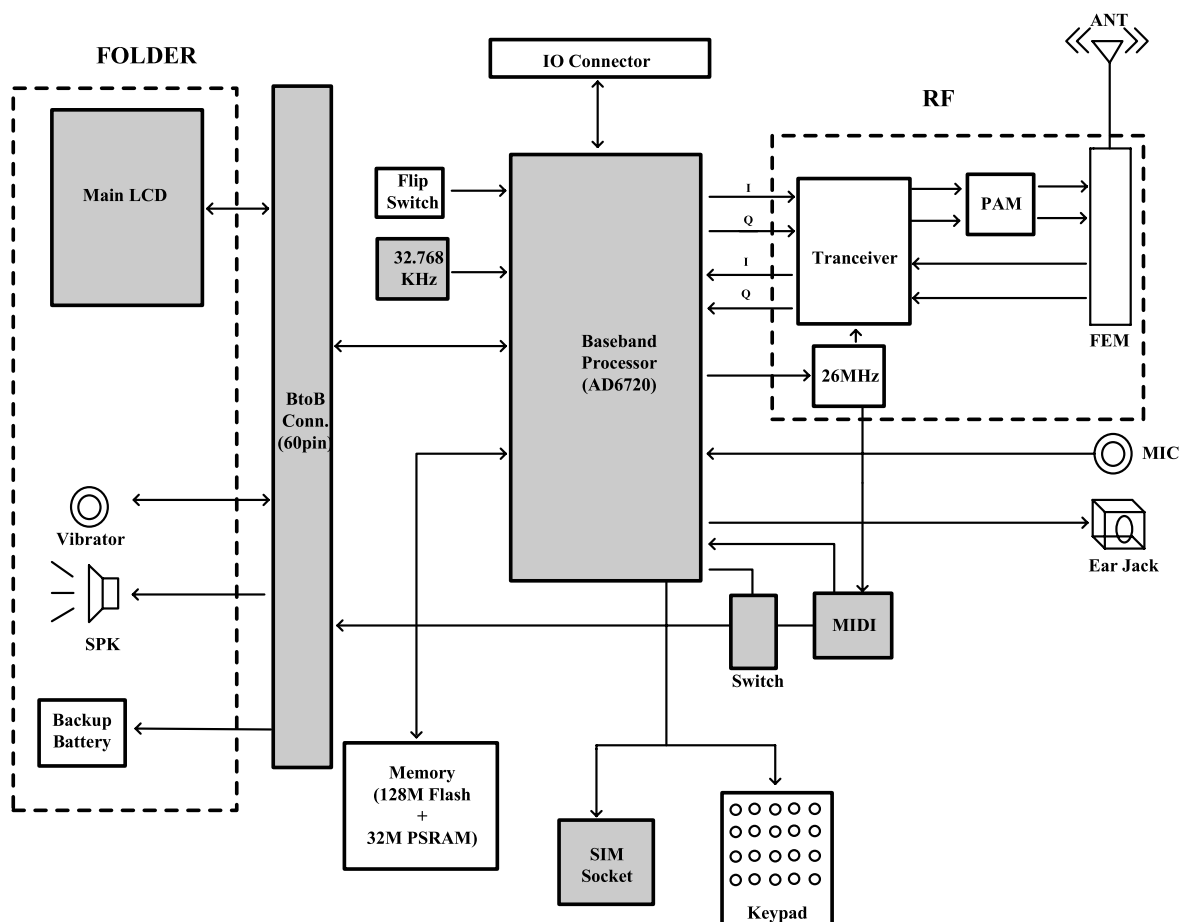 ANT
FOLDER
IO Connector
RF
Main LCD
Flip
Switch
32.768
KHz
I
Q
I
Q
Tranceiver
PAM
FEM
26MHz
Baseband
Processor
(AD6720)
BtoB
Conn.
(60pin)
MIC
Vibrator
Ear Jack
SPK
MIDI
Switch
Backup
Battery
Memory
(128M Flash
+
32M PSRAM)
SIM
Socket
Keypad